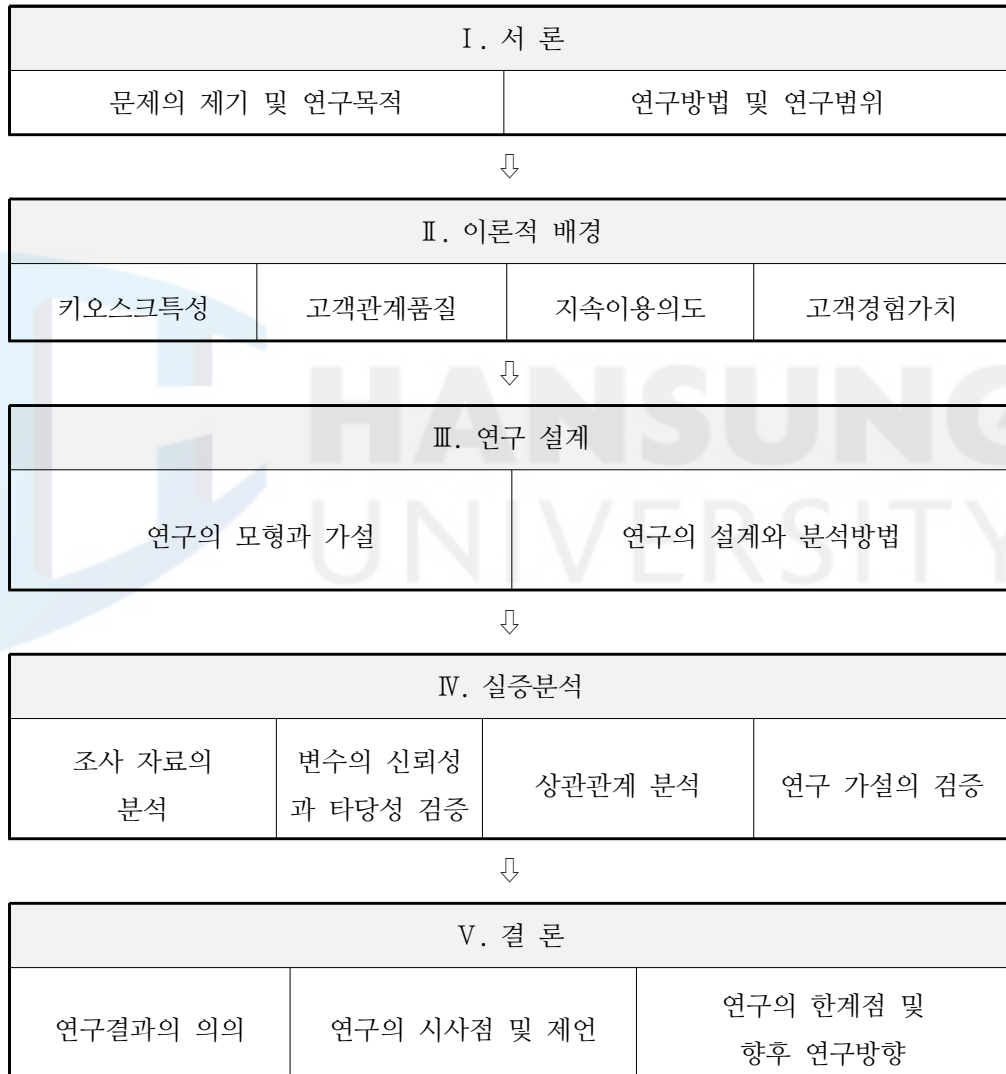 Ⅰ. 서 론
문제의 제기 및 연구목적
연구방법 및 연구범위
⇩
Ⅱ. 이론적 배경
키오스크특성
고객관계품질
지속이용의도
고객경험가치
⇩
Ⅲ. 연구 설계
연구의 모형과 가설
연구의 설계와 분석방법
⇩
Ⅳ. 실증분석
조사 자료의
분석
변수의 신뢰성
과 타당성 검증
상관관계 분석
연구 가설의 검증
⇩
Ⅴ. 결 론
연구결과의 의의
연구의 시사점 및 제언
연구의 한계점 및
향후 연구방향
HANSUNG
UNIVERSITY